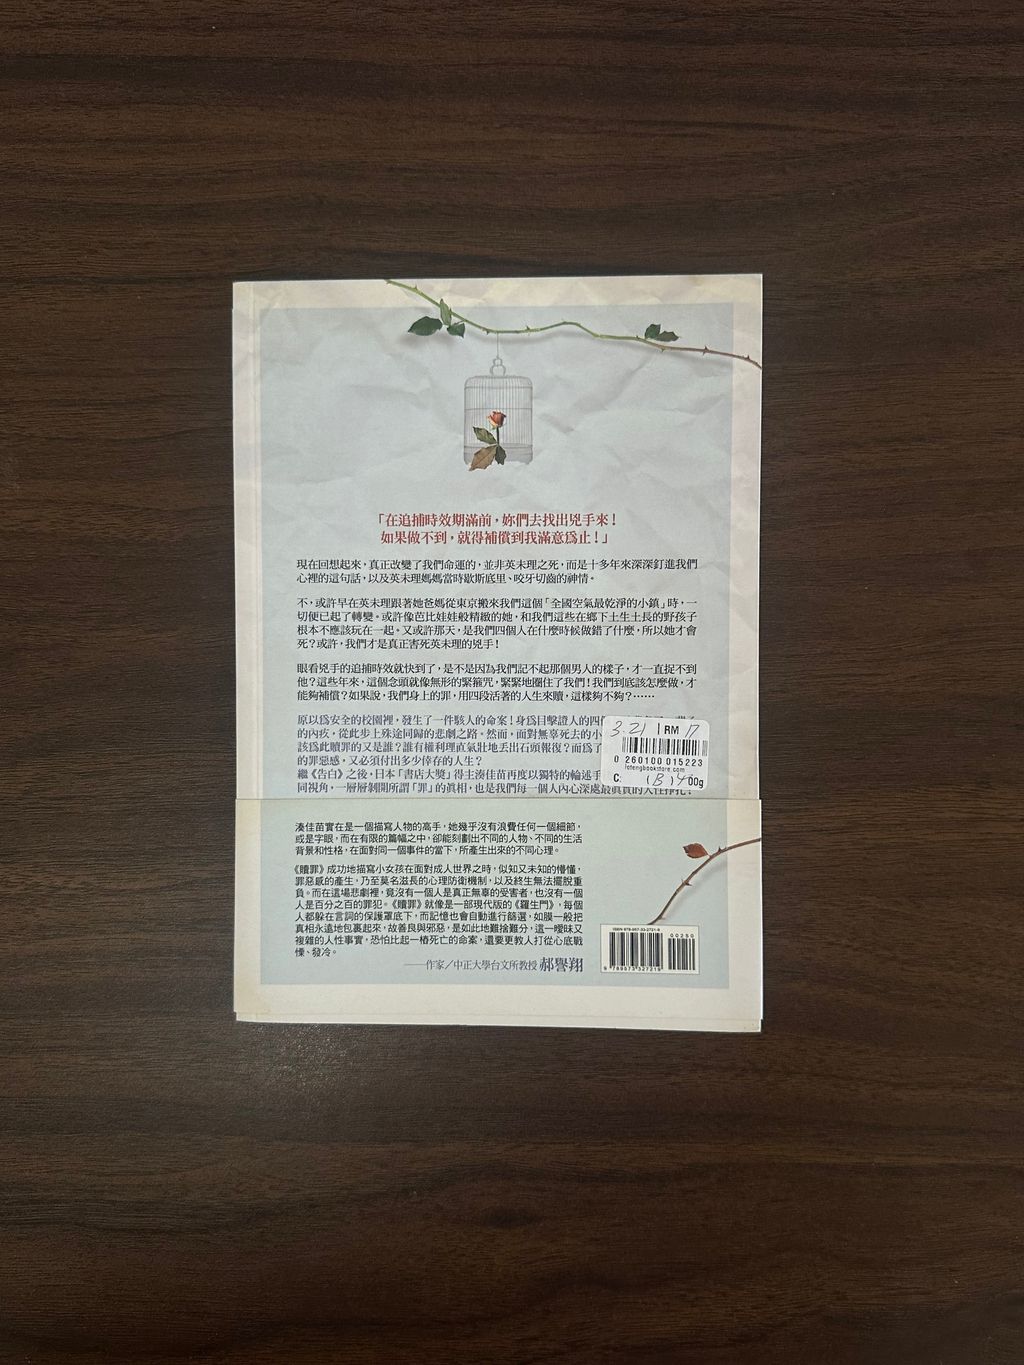 「在追捕時效期滿前，妳們去找出兇手來！
如果做不到，就得補償到我滿意為止！」
現在回想起來，真正改變了我們命運的，並非英未理之死，而是十多年來深深釘進我們
心裡的這句話，以及英未理媽媽當時歇斯底里、咬牙切齒的神情。
不，或許早在英未理跟著她爸媽從東京搬來我們這個「全國空氣最乾淨的小鎮」時，一
切便已起了轉變。或許像芭比娃娃般精緻的她，和我們這些在鄉下土生土長的野孩子
根本不應該玩在一起。又或許那天，是我們四個人在什麼時候做錯了什麼，所以她才會
死？或許，我們才是真正害死英未理的兇手！
眼看兇手的追捕時效就快到了，是不是因為我們記不起那個男人的樣子，才一直捉不到
他？這些年來，這個念頭就像無形的緊箍咒，緊緊地圈住了我們！我們到底該怎麼做，才
能夠補償？如果說，我們身上的罪，用四段活著的人生來贖，這樣夠不夠？……
原以為安全的校園裡，發生了一件駭人的命案！身為目擊證人的四個
的內疚，從此步上殊途同歸的悲劇之路。然而，面對無辜死去的小
該為此贖罪的又是誰？誰有權利理直氣壯地丟出石頭報復？而為了
的罪惡感，又必須付出多少倖存的人生？
繼《告白》之後，日本「書店大獎」得主湊佳苗再度以獨特的輪述手
同視角，一層層剝開所謂「罪」的真相，也是我們每一個人內心深處最真實的人性掙扎！
3.21 RM 17
0 260100 015223
C:
00g
湊佳苗實在是一個描寫人物的高手，她幾乎沒有浪費任何一個細節，
或是字眼，而在有限的篇幅之中，卻能刻劃出不同的人物、不同的生活
背景和性格，在面對同一個事件的當下，所產生出來的不同心理。
《贖罪》成功地描寫小女孩在面對成人世界之時，似知又未知的懵懂，
罪惡感的產生，乃至莫名滋長的心理防衛機制，以及終生無法擺脫重
負。而在這場悲劇裡，竟沒有一個人是真正無辜的受害者，也沒有一個
人是百分之百的罪犯。《贖罪》就像是一部現代版的《羅生門》，每個
人都躲在言詞的保護罩底下，而記憶也會自動進行篩選，如膜一般把
真相永遠地包裹起來，故善良與邪惡，是如此地難捨難分，這一曖昧又
複雜的人性事實，恐怕比起一樁死亡的命案，還要更教人打從心底戰
慄、發冷。
——作家／中正大學台文所教授 郝譽翔
ISBN 978-957-33-2721-9
00250
9 789573 327219